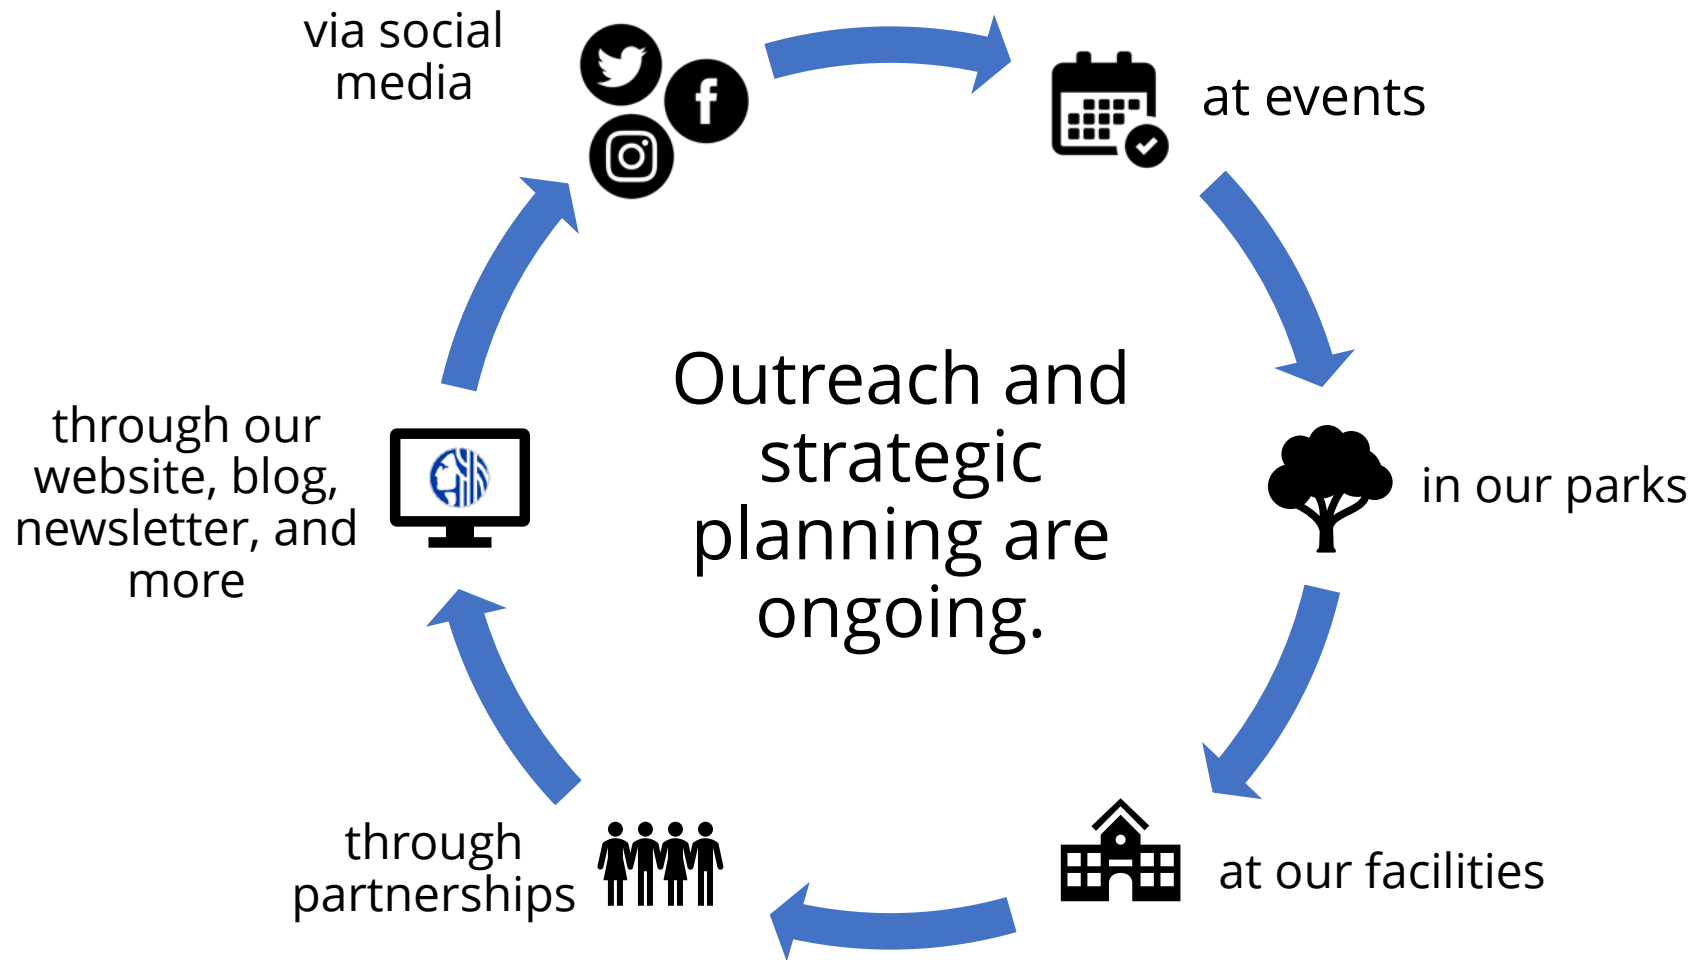 via social
media
at events
Outreach and
strategic
planning are
ongoing.
through our
website, blog,
newsletter, and
more
in our parks
through
partnerships
at our facilities